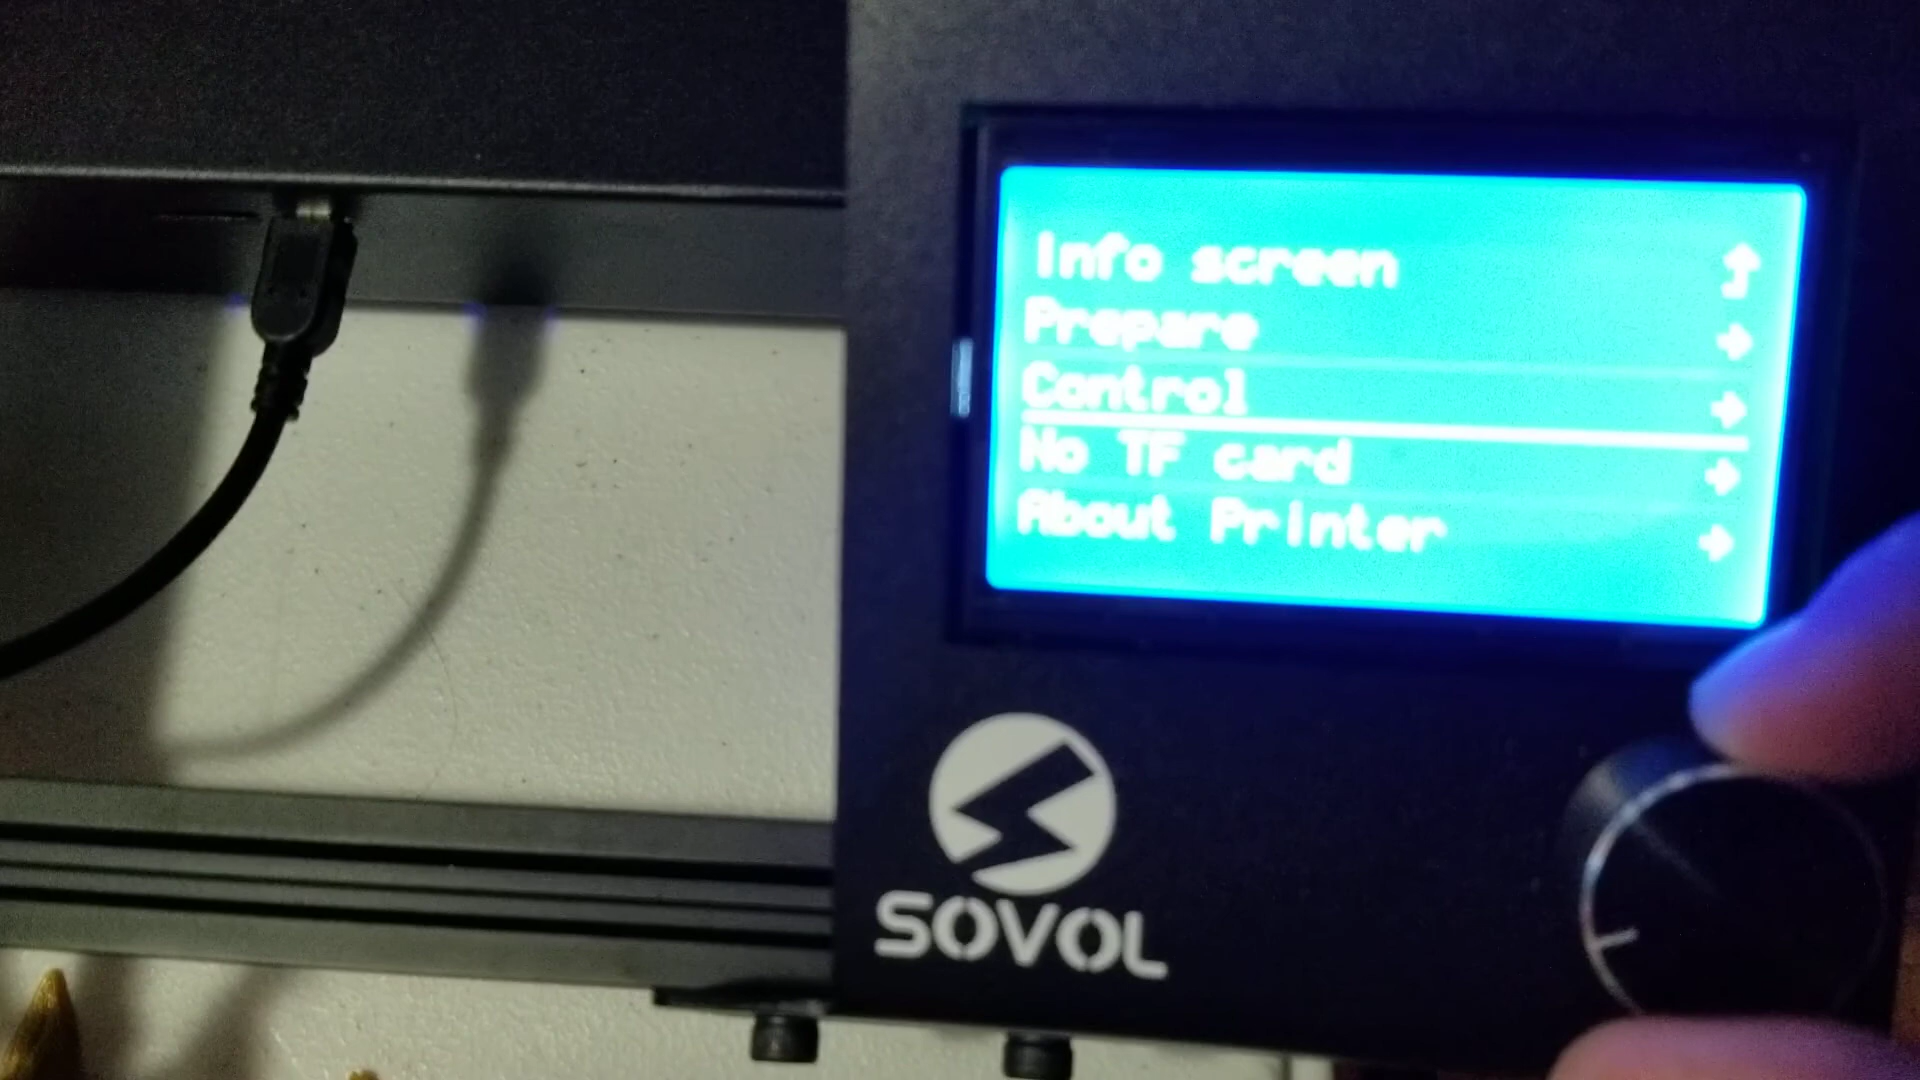 Info screen
Prepare
Control
No TF card
About Printer
SOVOL